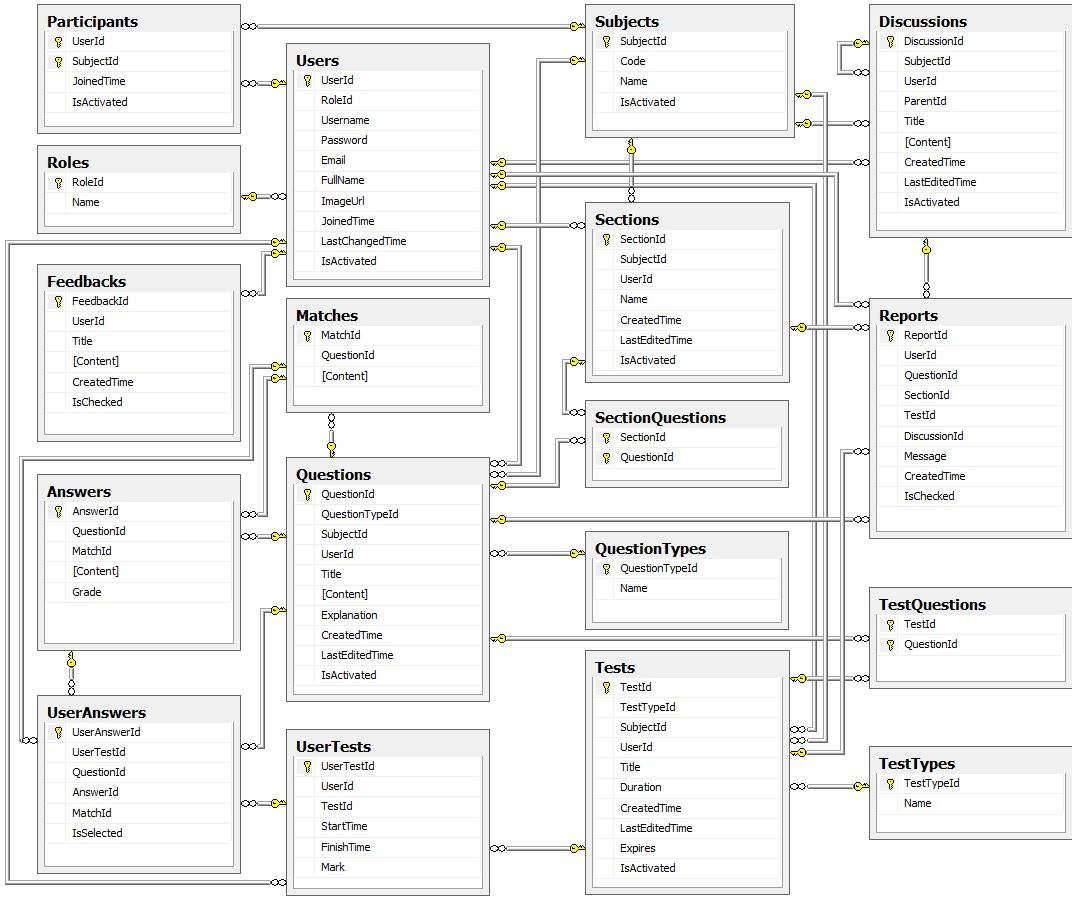 Participants
UserId
SubjectId
JoinedTime
IsActivated
Roles
RoleId
Name
Feedbacks
FeedbackId
UserId
Title
[Content]
CreatedTime
IsChecked
Answers
AnswerId
QuestionId
MatchId
[Content]
Grade
UserAnswers
UserAnswerId
UserTestId
QuestionId
AnswerId
MatchId
IsSelected
Users
UserId
RoleId
Username
Password
Email
FullName
ImageUrl
JoinedTime
LastChangedTime
IsActivated
Matches
MatchId
QuestionId
[Content]
Questions
QuestionId
QuestionTypeId
SubjectId
UserId
Title
[Content]
Explanation
CreatedTime
LastEditedTime
IsActivated
UserTests
UserTestId
UserId
TestId
StartTime
FinishTime
Mark
Subjects
SubjectId
Code
Name
IsActivated
Sections
SectionId
SubjectId
UserId
Name
CreatedTime
LastEditedTime
IsActivated
SectionQuestions
SectionId
QuestionId
QuestionTypes
QuestionTypeId
Name
Tests
TestId
TestTypeId
SubjectId
UserId
Title
Duration
CreatedTime
LastEditedTime
Expires
IsActivated
Discussions
DiscussionId
SubjectId
UserId
ParentId
Title
[Content]
CreatedTime
LastEditedTime
IsActivated
Reports
ReportId
UserId
QuestionId
SectionId
TestId
DiscussionId
Message
CreatedTime
IsChecked
TestQuestions
TestId
QuestionId
TestTypes
TestTypeId
Name